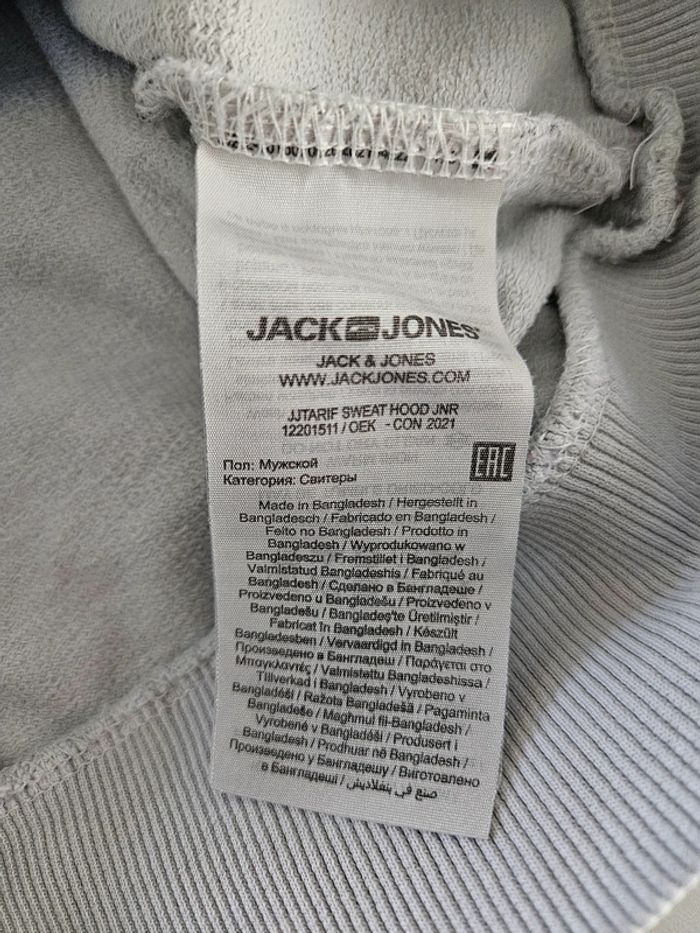 JACK JONES®
JACK & JONES
WWW.JACKJONES.COM
JJTARIF SWEAT HOOD JNR
12201511 / OEK - CON 2021
Пол: Мужской
Категория: Свитеры
EAC
Made in Bangladesh / Hergestellt in
Bangladesch / Fabricado en Bangladesh /
Feito no Bangladesh / Prodotto in
Bangladesh / Wyprodukowano w
Bangladeszu / Fremstillet i Bangladesh /
Valmistatud Bangladeshis / Fabriqué au
Bangladesh / Сделано в Бангладеше /
Proizvedeno u Bangladešu / Proizvedeno v
Bangladešu / Bangladeş'te Üretilmiştir /
Fabricat în Bangladesh / Készült
Bangladesben / Vervaardigd in Bangladesh /
Произведено в Бангладеш / Παράγεται στο
Μπαγκλαντές / Valmistettu Bangladeshissa /
Tillverkad i Bangladesh / Vyrobeno v
Bangladéši / Ražota Bangladešā / Pagaminta
Bangladeše / Magħmul fil-Bangladesh /
Vyrobené v Bangladéši / Produsert i
Bangladesh / Prodhuar në Bangladesh /
Произведено у Бангладешу / Виготовлено
в Бангладеші / صنع في بنغلاديش